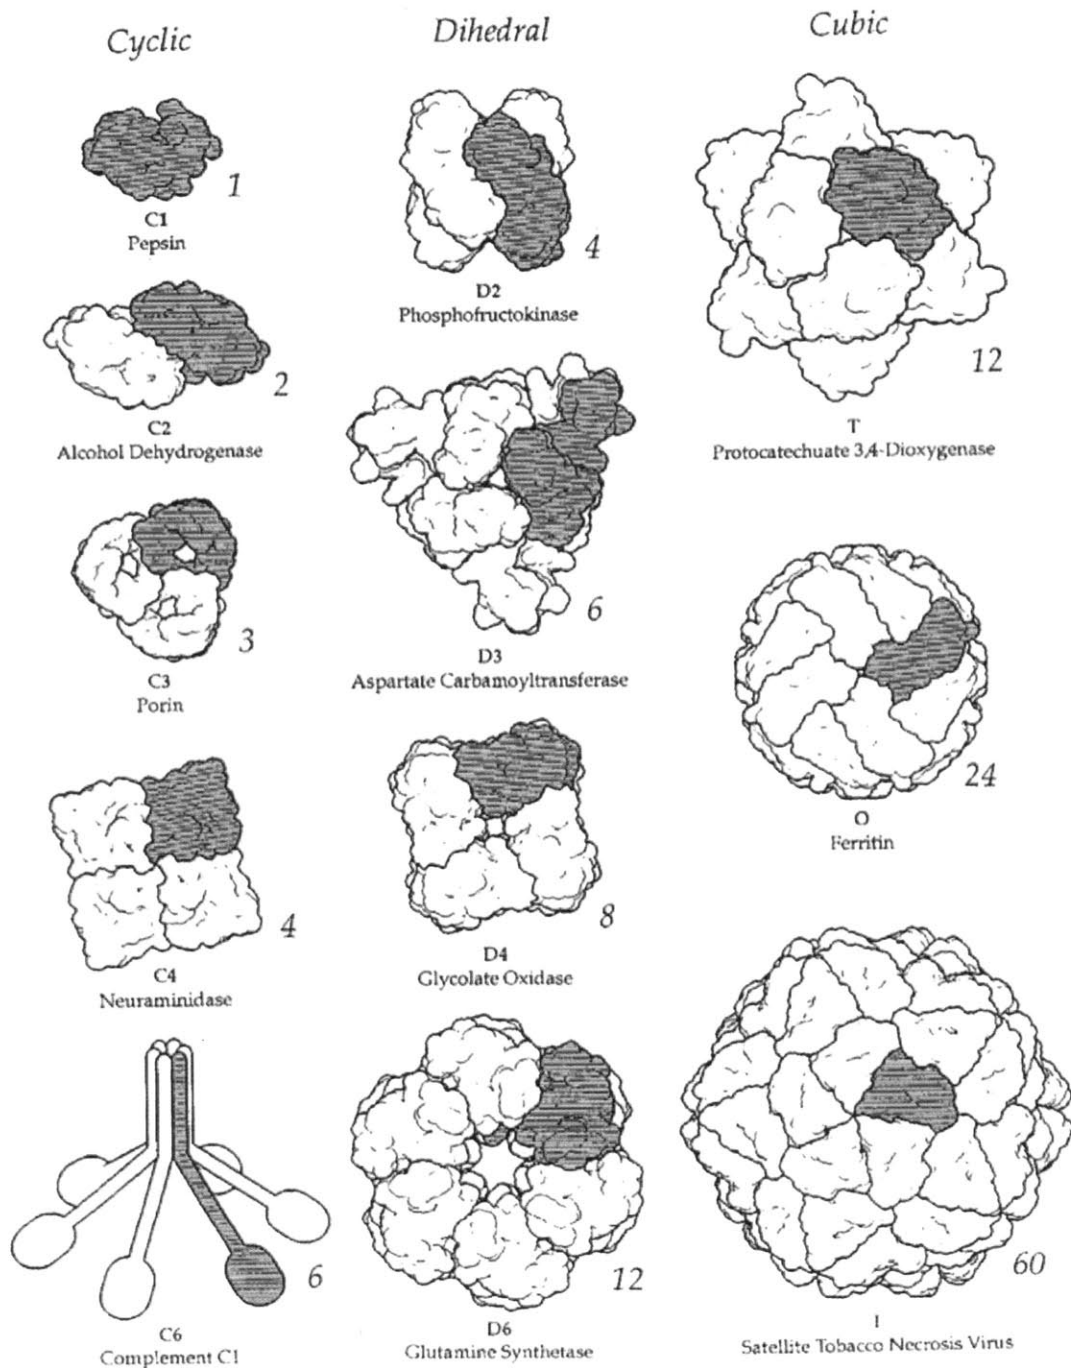 Cyclic
1
C1
Pepsin
2
C2
Alcohol Dehydrogenase
3
C3
Porin
4
C4
Neuraminidase
6
C6
Complement C1
Dihedral
4
D2
Phosphofructokinase
6
D3
Aspartate Carbamoyltransferase
8
D4
Glycolate Oxidase
12
D6
Glutamine Synthetase
Cubic
12
T
Protocatechuate 3,4-Dioxygenase
24
O
Ferritin
60
I
Satellite Tobacco Necrosis Virus